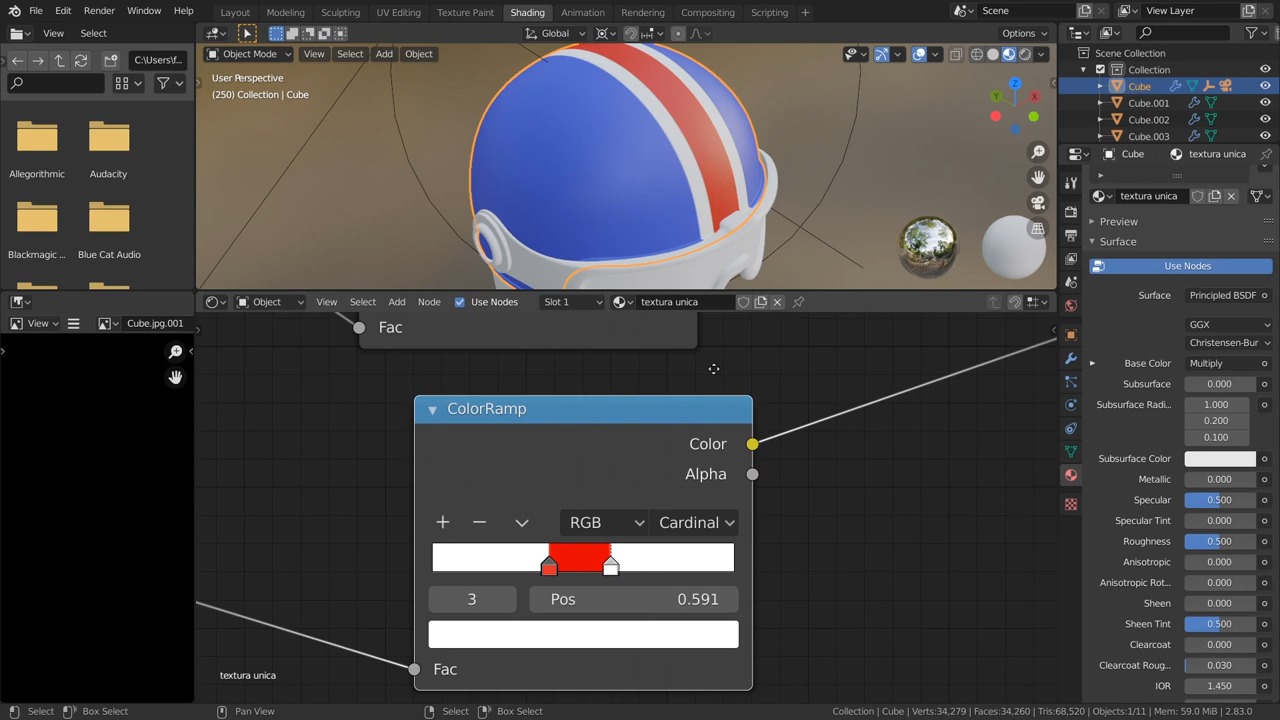 File Edit Render Window Help Layout Modeling Sculpting UV Editing Texture Paint Shading Animation Rendering Compositing Scripting + Scene View Layer
View Select Global Options
Object Mode View Select Add Object
C:\Users\f...
User Perspective
(250) Collection | Cube
Scene Collection
Collection
Cube
Cube.001
Cube.002
Cube.003
Cube textura unica
Allegorithmic Audacity
Blackmagic ... Blue Cat Audio
textura unica
Preview
Surface
Use Nodes
Surface Principled BSDF
GGX
Christensen-Bur
Base Color Multiply
Subsurface 0.000
Subsurface Radi... 1.000
0.200
0.100
Subsurface Color
Metallic 0.000
Specular 0.500
Specular Tint 0.000
Roughness 0.500
Anisotropic 0.000
Anisotropic Rot... 0.000
Sheen 0.000
Sheen Tint 0.500
Clearcoat 0.000
Clearcoat Roug... 0.030
IOR 1.450
Object View Select Add Node Use Nodes Slot 1 textura unica
View Cube.jpg.001
Fac
ColorRamp
Color
Alpha
RGB Cardinal
3 Pos 0.591
Fac
textura unica
Select Box Select Pan View Select Box Select Collection | Cube | Verts:34,279 | Faces:34,260 | Tris:68,520 | Objects:1/11 | Mem: 59.0 MiB | 2.83.0
X
Y
Z